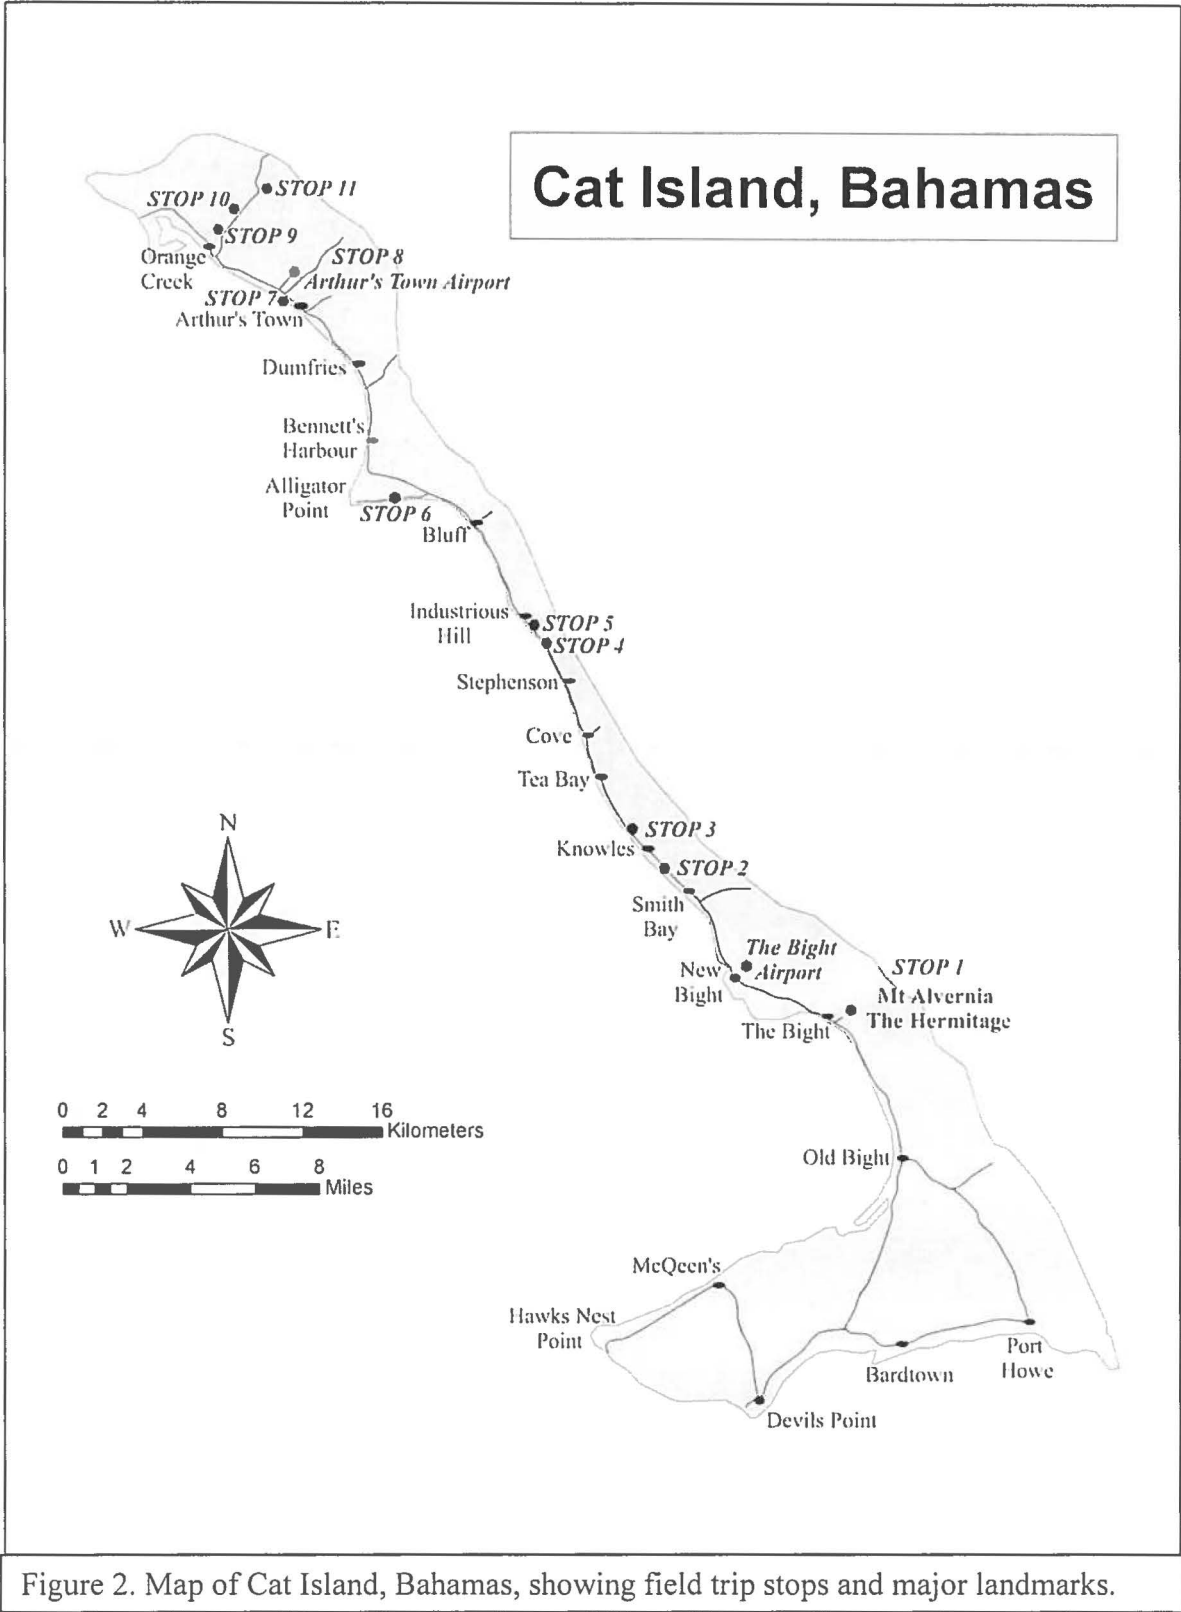 Cat Island, Bahamas
STOP 11
STOP 10
STOP 9
Orange
Creek
STOP 8
Arthur's Town Airport
STOP 7
Arthur's Town
Dumfries
Bennett's
Harbour
Alligator
Point
STOP 6
Bluff
Industrious
Hill
STOP 5
STOP 4
Stephenson
Cove
Tea Bay
STOP 3
Knowles
STOP 2
Smith
Bay
N
W
E
S
The Bight
Airport
New
Bight
STOP 1
Mt Alvernia
The Hermitage
The Bight
0 2 4 8 12 16
Kilometers
0 1 2 4 6 8
Miles
Old Bight
McQeen's
Hawks Nest
Point
Port
Howe
Bardtown
Devils Point
Figure 2. Map of Cat Island, Bahamas, showing field trip stops and major landmarks.